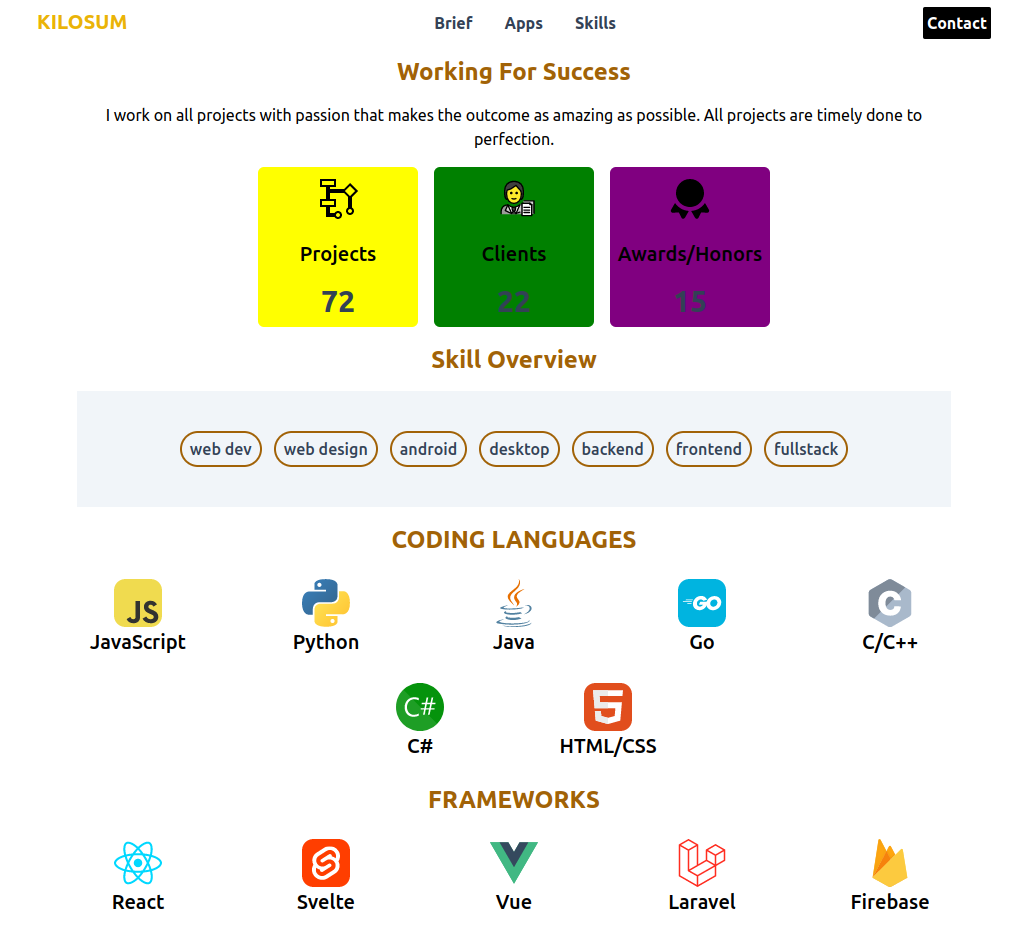 KILOSUM
Brief Apps Skills
Contact
Working For Success
I work on all projects with passion that makes the outcome as amazing as possible. All projects are timely done to
perfection.
Projects
72
Clients
22
Awards/Honors
15
Skill Overview
web dev web design android desktop backend frontend fullstack
CODING LANGUAGES
JS
JavaScript
Python
Java
GO
Go
C
C/C++
C#
C#
5
HTML/CSS
FRAMEWORKS
React
Svelte
Vue
Laravel
Firebase